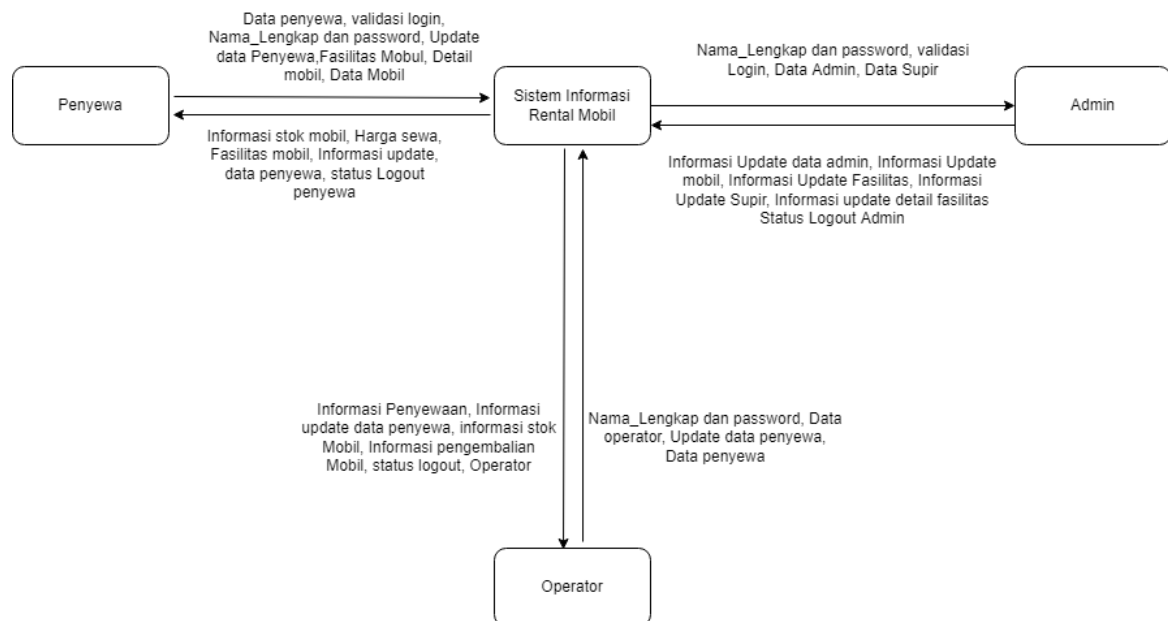 Data penyewa, validasi login,
Nama_Lengkap dan password, Update
data Penyewa,Fasilitas Mobul, Detail
mobil, Data Mobil
Nama_Lengkap dan password, validasi
Login, Data Admin, Data Supir
Penyewa
Sistem Informasi
Rental Mobil
Admin
Informasi stok mobil, Harga sewa,
Fasilitas mobil, Informasi update,
data penyewa, status Logout
penyewa
Informasi Update data admin, Informasi Update
mobil, Informasi Update Fasilitas, Informasi
Update Supir, Informasi update detail fasilitas
Status Logout Admin
Informasi Penyewaan, Informasi
update data penyewa, informasi stok
Mobil, Informasi pengembalian
Mobil, status logout, Operator
Nama_Lengkap dan password, Data
operator, Update data penyewa,
Data penyewa
Operator